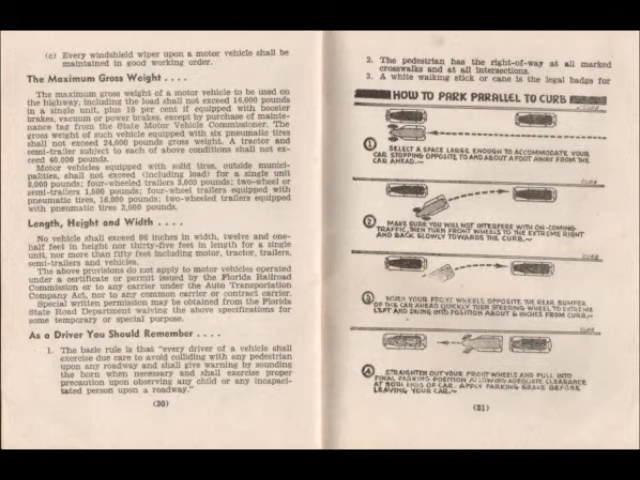 (c) Every windshield wiper upon a motor vehicle shall be
maintained in good working order.
The Maximum Gross Weight . . . .
The maximum gross weight of a motor vehicle to be used on
the highway, including the load shall not exceed 16,000 pounds
in a single unit, plus 10 per cent if equipped with booster
brakes, vacuum or power brakes, except by purchase of mainte-
nance tag from the State Motor Vehicle Commissioner. The
gross weight of such vehicle equipped with six pneumatic tires
shall not exceed 24,000 pounds gross weight. A tractor and
semi-trailer subject to each of above conditions shall not ex-
ceed 40,000 pounds.
Motor vehicles equipped with solid tires, outside munici-
palities, shall not exceed (including load) for a single unit
pounds; four-wheeled trailers pounds; two-wheel or
semi-trailers pounds; four-wheel trailers equipped with
pneumatic tires, pounds; two-wheeled trailers equipped
with pneumatic tires pounds.
Length, Height and Width . . . .
No vehicle shall exceed 96 inches in width, twelve and one-
half feet in height nor thirty-five feet in length for a single
unit, nor more than fifty feet including motor, tractor, trailers,
semi-trailers and vehicles.
The above provisions do not apply to motor vehicles operated
under a certificate or permit issued by the Florida Railroad
Commission or to any carrier under the Auto Transportation
Company Act, nor to any common carrier or contract carrier.
Special written permission may be obtained from the Florida
State Road Department waiving the above specifications for
some temporary or special purpose.
As a Driver You Should Remember . . . .
1. The basic rule is that "every driver of a vehicle shall
exercise due care to avoid colliding with any pedestrian
upon any roadway and shall give warning by sounding
the horn when necessary and shall exercise proper
precaution upon observing any child or any incapaci-
tated person upon a roadway."
(30)
2. The pedestrian has the right-of-way at all marked
crosswalks and at all intersections.
3. A white walking stick or cane is the legal badge for
HOW TO PARK PARALLEL TO CURB
CURB
1 SELECT A SPACE LARGE ENOUGH TO ACCOMMODATE YOUR
CAR. STOPPING OPPOSITE TO AND ABOUT A FOOT AWAY FROM THE
CAR AHEAD.~
CURB
2 MAKE SURE YOU WILL NOT INTERFERE WITH ON-COMING
TRAFFIC, THEN TURN FRONT WHEELS TO THE EXTREME RIGHT
AND BACK SLOWLY TOWARDS THE CURB.~
CURB
3 WHEN YOUR FRONT WHEELS OPPOSITE THE REAR BUMPER
OF THE CAR AHEAD QUICKLY TURN STEERING WHEEL TO EXTREME
LEFT AND SWING INTO POSITION ABOUT 6 INCHES FROM CURB.~
CURB
4 STRAIGHTEN OUT YOUR FRONT WHEELS AND PULL INTO
FINAL PARKING POSITION ALLOWING ADEQUATE CLEARANCE
AT BOTH ENDS OF CAR. APPLY PARKING BRAKE BEFORE
LEAVING YOUR CAR.~
(31)